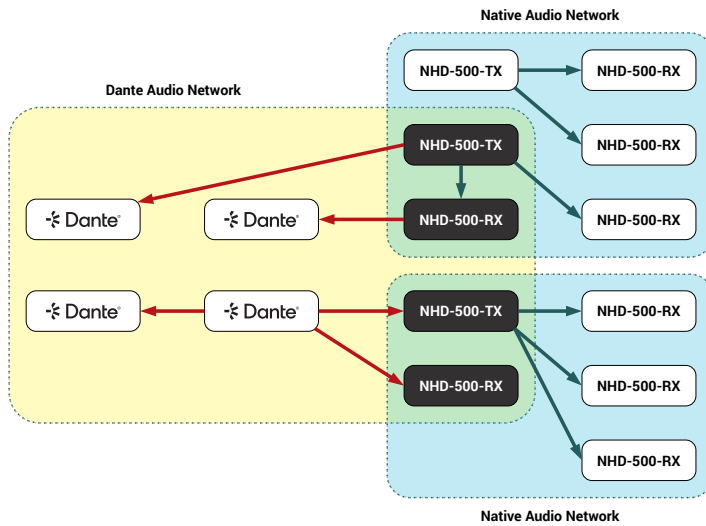 Native Audio Network
NHD-500-TX
NHD-500-RX
Dante Audio Network
NHD-500-TX
NHD-500-RX
Dante®
Dante®
NHD-500-RX
NHD-500-RX
Dante®
Dante®
NHD-500-TX
NHD-500-RX
NHD-500-RX
NHD-500-RX
NHD-500-RX
Native Audio Network